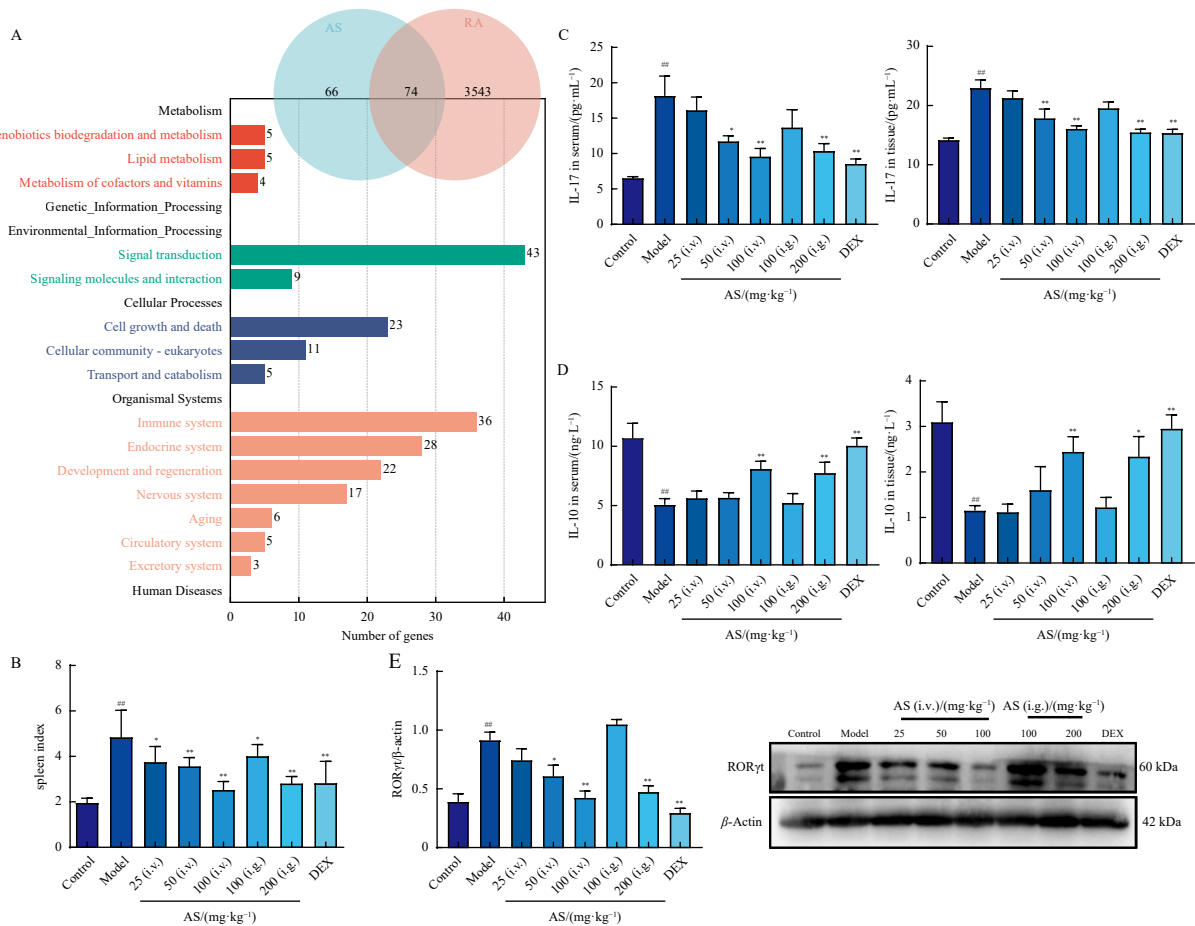 A
AS
RA
66
74
3543
Metabolism
enobiotics biodegradation and metabolism
5
Lipid metabolism
5
Metabolism of cofactors and vitamins
4
Genetic_Information_Processing
Environmental_Information_Processing
Signal transduction
43
Signaling molecules and interaction
9
Cellular Processes
Cell growth and death
23
Cellular community - eukaryotes
11
Transport and catabolism
5
Organismal Systems
Immune system
36
Endocrine system
28
Development and regeneration
22
Nervous system
17
Aging
6
Circulatory system
5
Excretory system
3
Human Diseases
0 10 20 30 40
Number of genes
B
spleen index
8
6
4
2
0
## * ** ** * ** **
Control Model 25 (i.v.) 50 (i.v.) 100 (i.v.) 100 (i.g.) 200 (i.g.) DEX
AS/(mg·kg⁻¹)
C
IL-17 in serum/(pg·mL⁻¹)
25
20
15
10
5
0
## * ** ** **
Control Model 25 (i.v.) 50 (i.v.) 100 (i.v.) 100 (i.g.) 200 (i.g.) DEX
AS/(mg·kg⁻¹)
IL-17 in tissue/(pg·mL⁻¹)
30
20
10
0
## ** ** ** **
Control Model 25 (i.v.) 50 (i.v.) 100 (i.v.) 100 (i.g.) 200 (i.g.) DEX
AS/(mg·kg⁻¹)
D
IL-10 in serum/(ng·L⁻¹)
15
10
5
0
## ** ** **
Control Model 25 (i.v.) 50 (i.v.) 100 (i.v.) 100 (i.g.) 200 (i.g.) DEX
AS/(mg·kg⁻¹)
IL-10 in tissue/(ng·L⁻¹)
4
3
2
1
0
## ** * **
Control Model 25 (i.v.) 50 (i.v.) 100 (i.v.) 100 (i.g.) 200 (i.g.) DEX
AS/(mg·kg⁻¹)
E
RORγt/β-actin
1.5
1.0
0.5
0
## * ** ** **
Control Model 25 (i.v.) 50 (i.v.) 100 (i.v.) 100 (i.g.) 200 (i.g.) DEX
AS/(mg·kg⁻¹)
AS (i.v.)/(mg·kg⁻¹) AS (i.g.)/(mg·kg⁻¹)
Control Model 25 50 100 100 200 DEX
RORγt 60 kDa
β-Actin 42 kDa